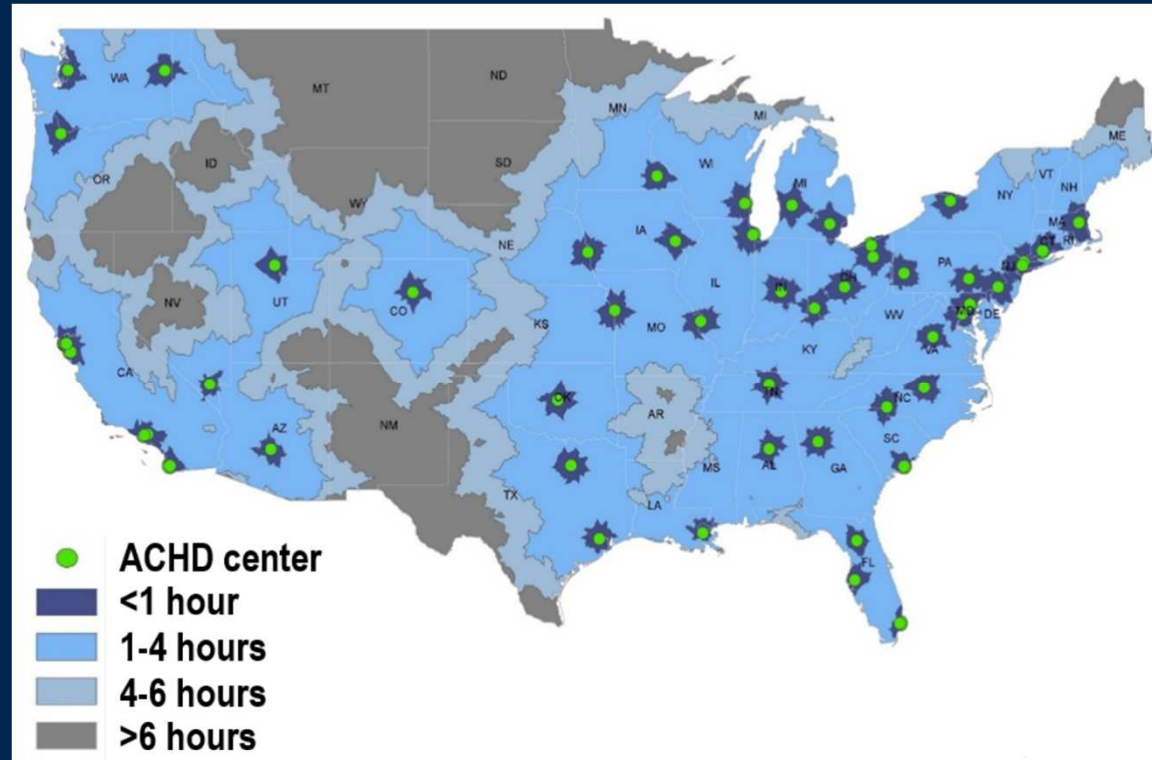 WA
MT
ND
MN
MI
ME
OR
ID
SD
WI
MI
NY
VT
NH
WY
MA
NE
IA
CT
RI
PA
NJ
NV
UT
CO
IL
IN
OH
KS
MO
WV
MD
DE
CA
KY
VA
AZ
NM
OK
AR
TN
NC
SC
TX
LA
MS
AL
GA
FL
ACHD center
<1 hour
1-4 hours
4-6 hours
>6 hours